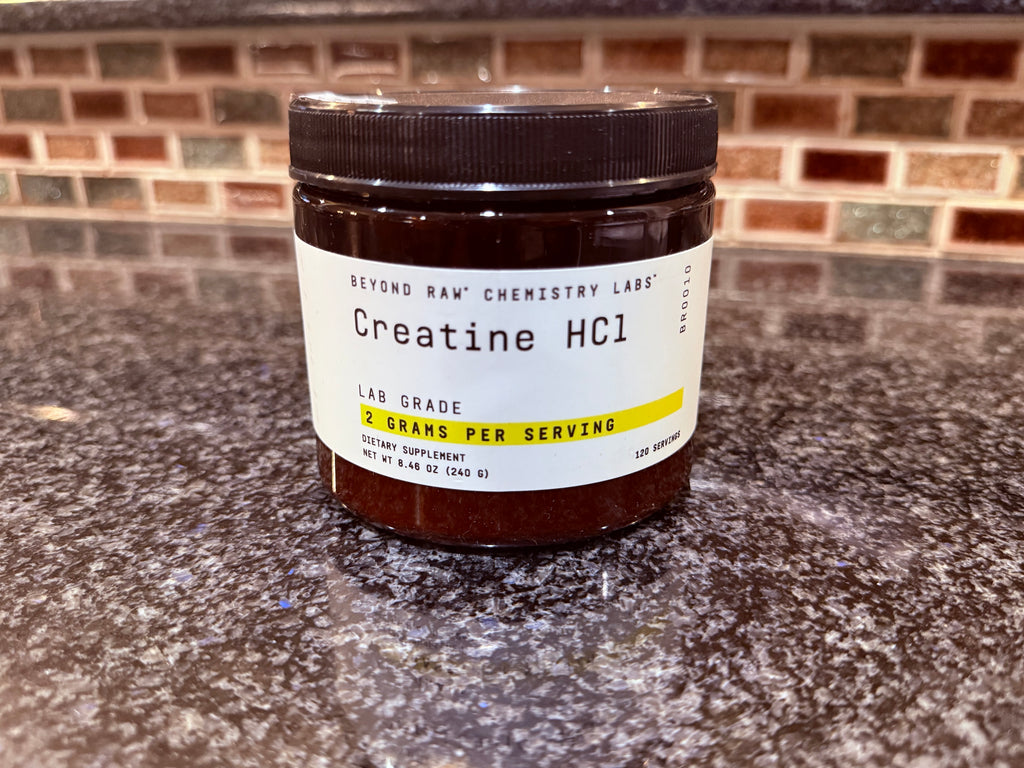 BEYOND RAW® CHEMISTRY LABS™
Creatine HCl
BR0010
LAB GRADE
2 GRAMS PER SERVING
DIETARY SUPPLEMENT
NET WT 8.46 OZ (240 G)
120 SERVINGS